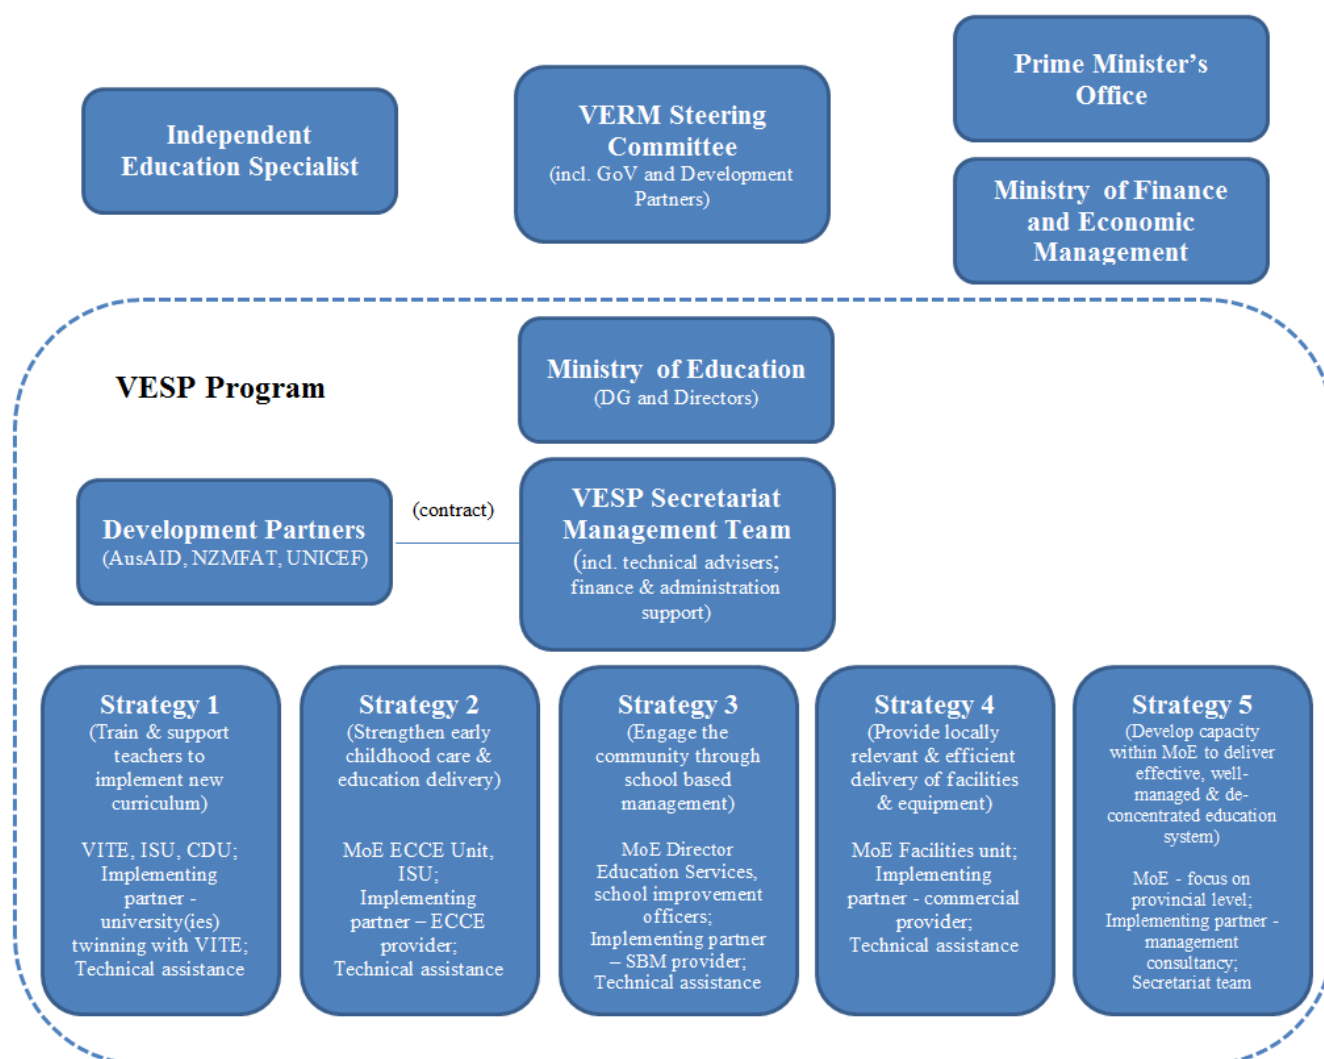 Independent
Education Specialist
VERM Steering
Committee
(incl. GoV and Development
Partners)
Prime Minister’s
Office
Ministry of Finance
and Economic
Management
VESP Program
Ministry of Education
(DG and Directors)
Development Partners
(AusAID, NZMFAT, UNICEF)
(contract)
VESP Secretariat
Management Team
(incl. technical advisers;
finance & administration
support)
Strategy 1
(Train & support
teachers to
implement new
curriculum)
VITE, ISU, CDU;
Implementing
partner -
university(ies)
twinning with VITE;
Technical assistance
Strategy 2
(Strengthen early
childhood care &
education delivery)
MoE ECCE Unit,
ISU;
Implementing
partner – ECCE
provider;
Technical assistance
Strategy 3
(Engage the
community through
school based
management)
MoE Director
Education Services,
school improvement
officers;
Implementing partner
– SBM provider;
Technical assistance
Strategy 4
(Provide locally
relevant & efficient
delivery of facilities
& equipment)
MoE Facilities unit;
Implementing
partner - commercial
provider;
Technical assistance
Strategy 5
(Develop capacity
within MoE to deliver
effective, well-
managed & de-
concentrated education
system)
MoE - focus on
provincial level;
Implementing partner -
management
consultancy;
Secretariat team